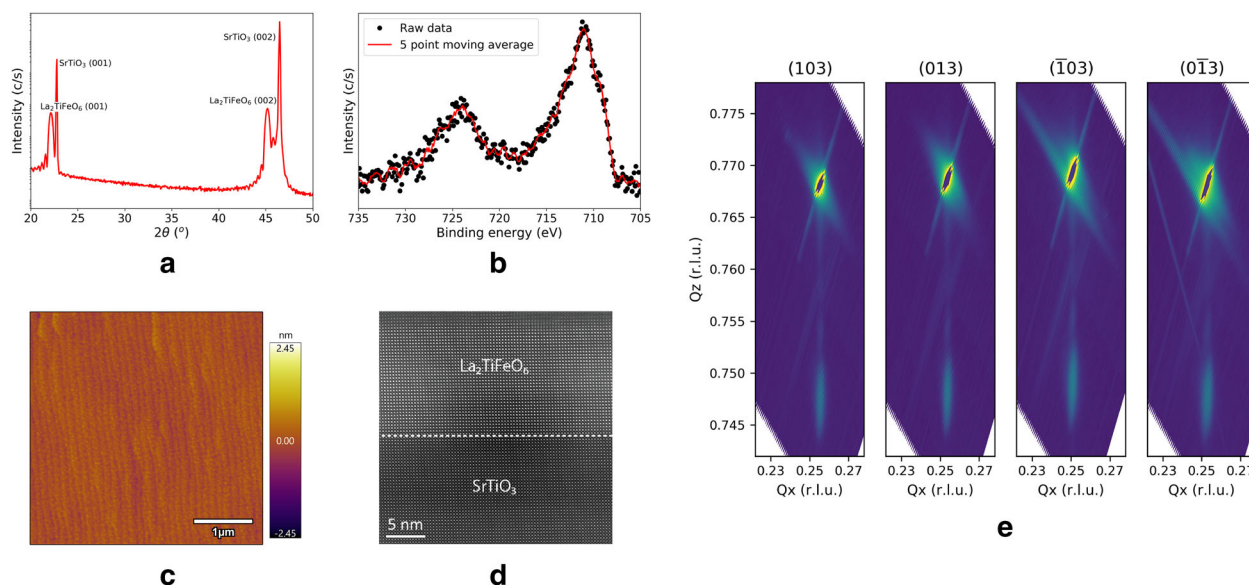 Intensity (c/s)
SrTiO₃ (001)
La₂TiFeO₆ (001)
SrTiO₃ (002)
La₂TiFeO₆ (002)
20 25 30 35 40 45 50
2θ (°)
a
Intensity (c/s)
Raw data
5 point moving average
735 730 725 720 715 710 705
Binding energy (eV)
b
nm
2.45
0.00
-2.45
1µm
c
La₂TiFeO₆
SrTiO₃
5 nm
d
(103) (013) (1̅03) (01̅3)
Qz (r.l.u.)
0.775
0.770
0.765
0.760
0.755
0.750
0.745
0.23 0.25 0.27 0.23 0.25 0.27 0.23 0.25 0.27 0.23 0.25 0.27
Qx (r.l.u.) Qx (r.l.u.) Qx (r.l.u.) Qx (r.l.u.)
e